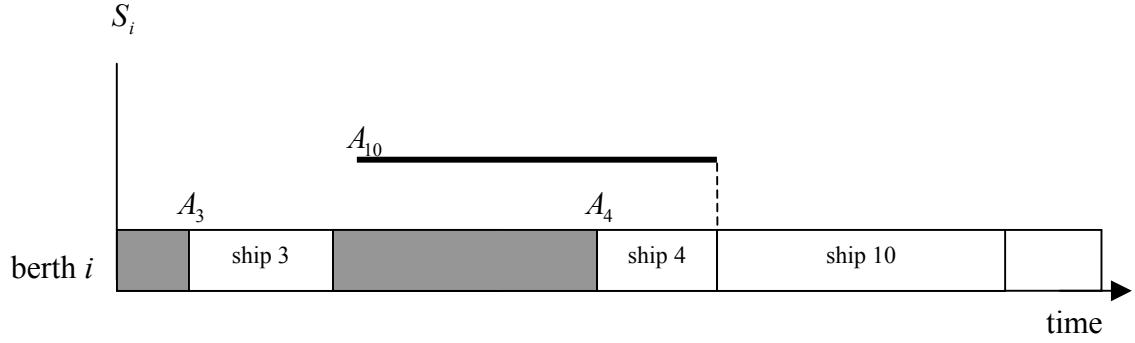 S_i
A_10
A_3
A_4
ship 3
ship 4
ship 10
berth i
time